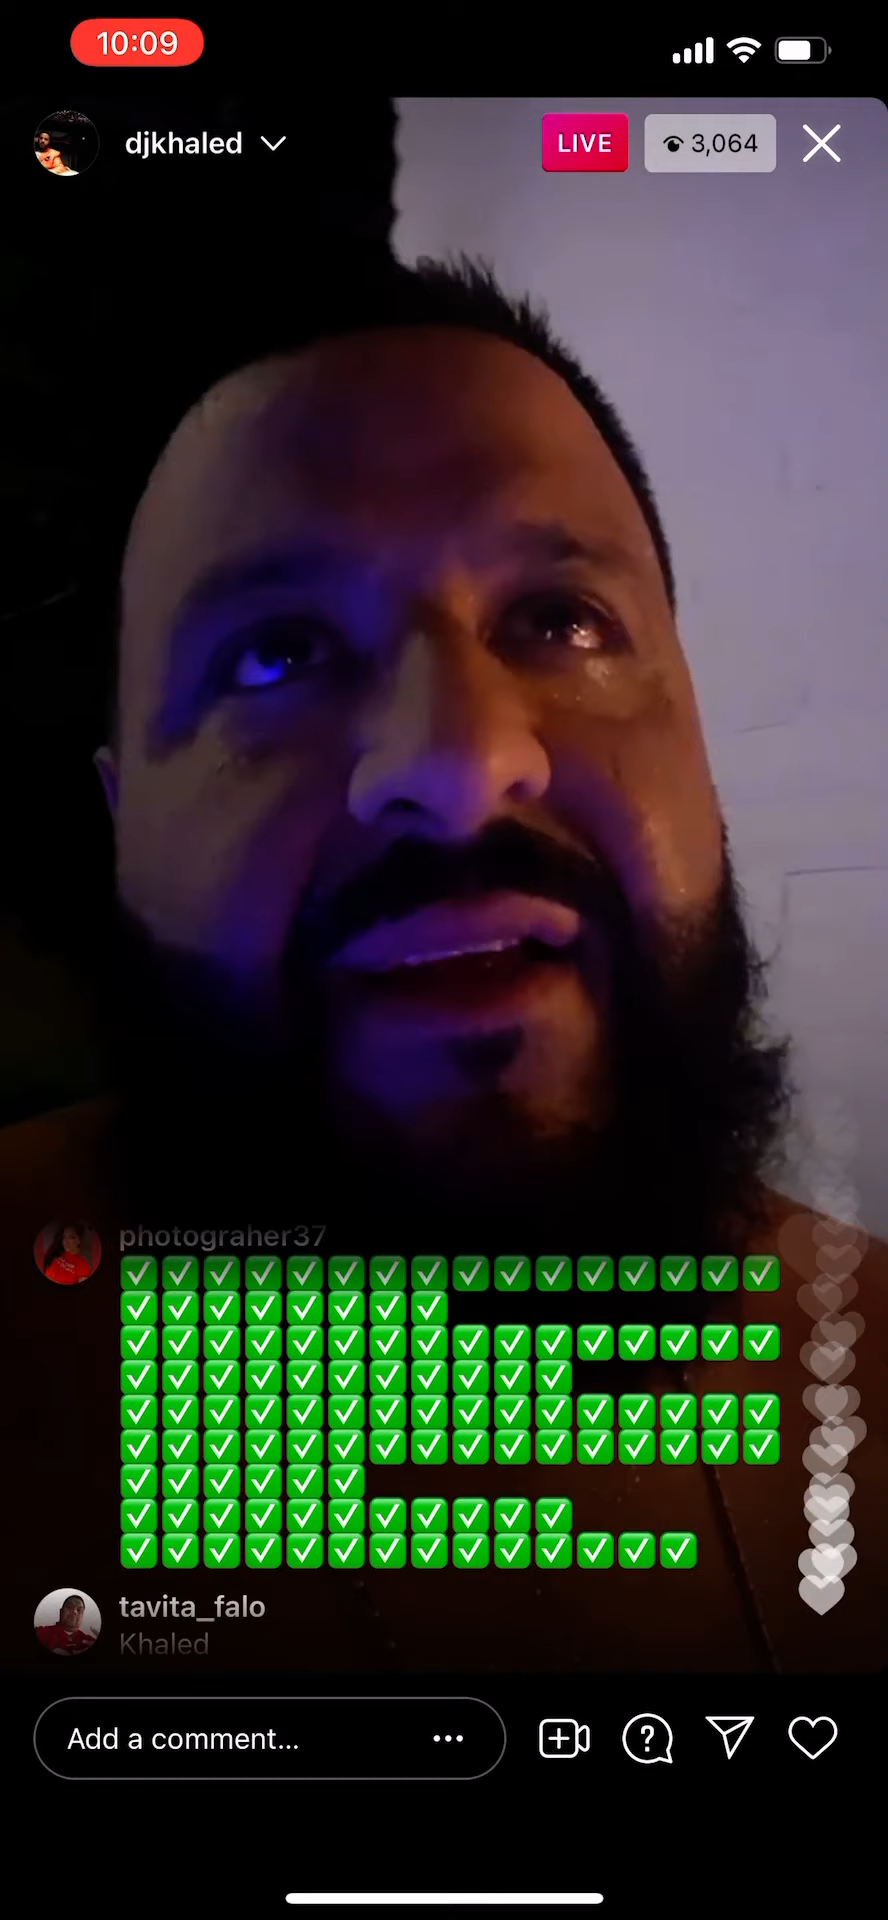 10:09
djkhaled
LIVE
3,064
photograher37
✅✅✅✅✅✅✅✅✅✅✅✅✅✅✅✅
✅✅✅✅✅✅✅✅
✅✅✅✅✅✅✅✅✅✅✅✅✅✅✅✅
✅✅✅✅✅✅✅✅✅✅✅
✅✅✅✅✅✅✅✅✅✅✅✅✅✅✅✅
✅✅✅✅✅✅✅✅✅✅✅✅✅✅✅✅
✅✅✅✅✅✅
✅✅✅✅✅✅✅✅✅✅✅
✅✅✅✅✅✅✅✅✅✅✅✅✅✅
tavita_falo
Khaled
Add a comment...